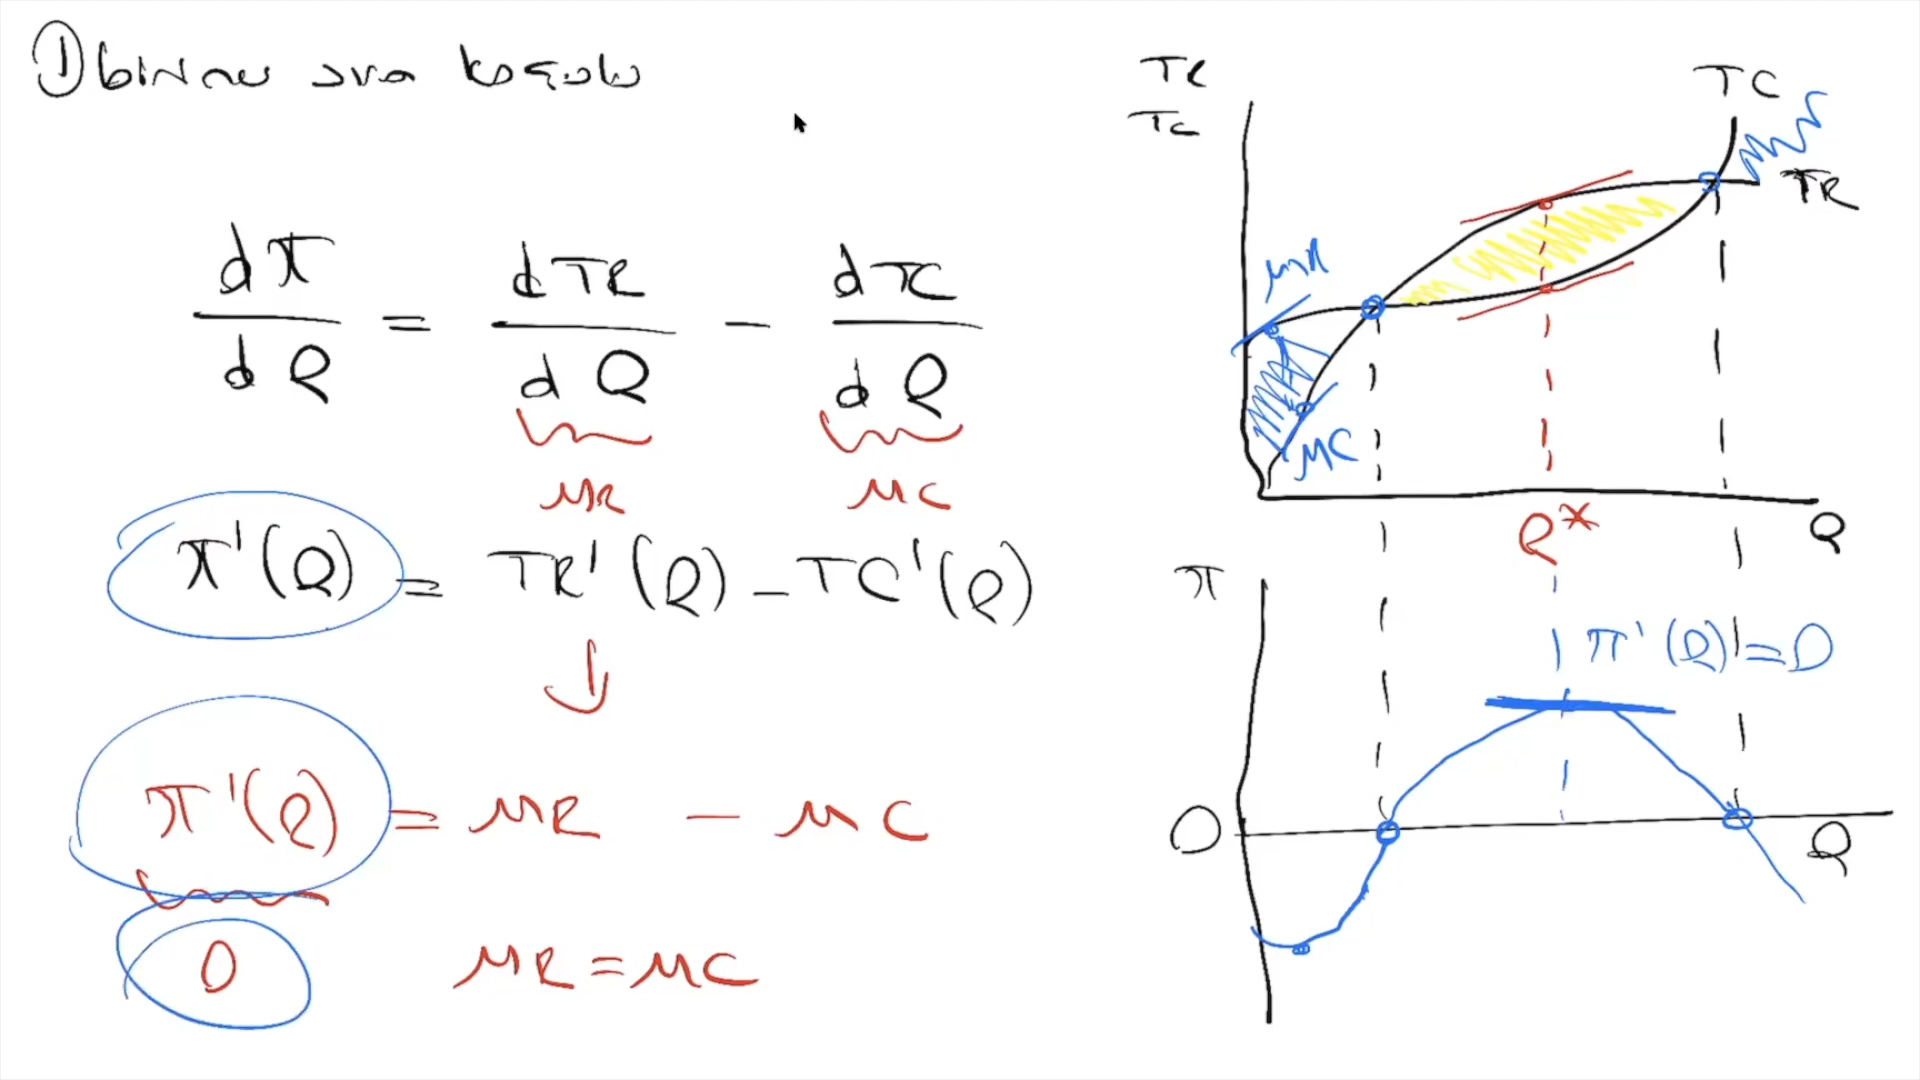 ①
dπ/dQ = dTR/dQ - dTC/dQ
MR MC
π'(Q) = TR'(Q) - TC'(Q)
π'(Q) = MR - MC
0 MR = MC
TR
TC
TC
TR
MR
MC
Q*
Q
π
π'(Q) = 0
0
Q